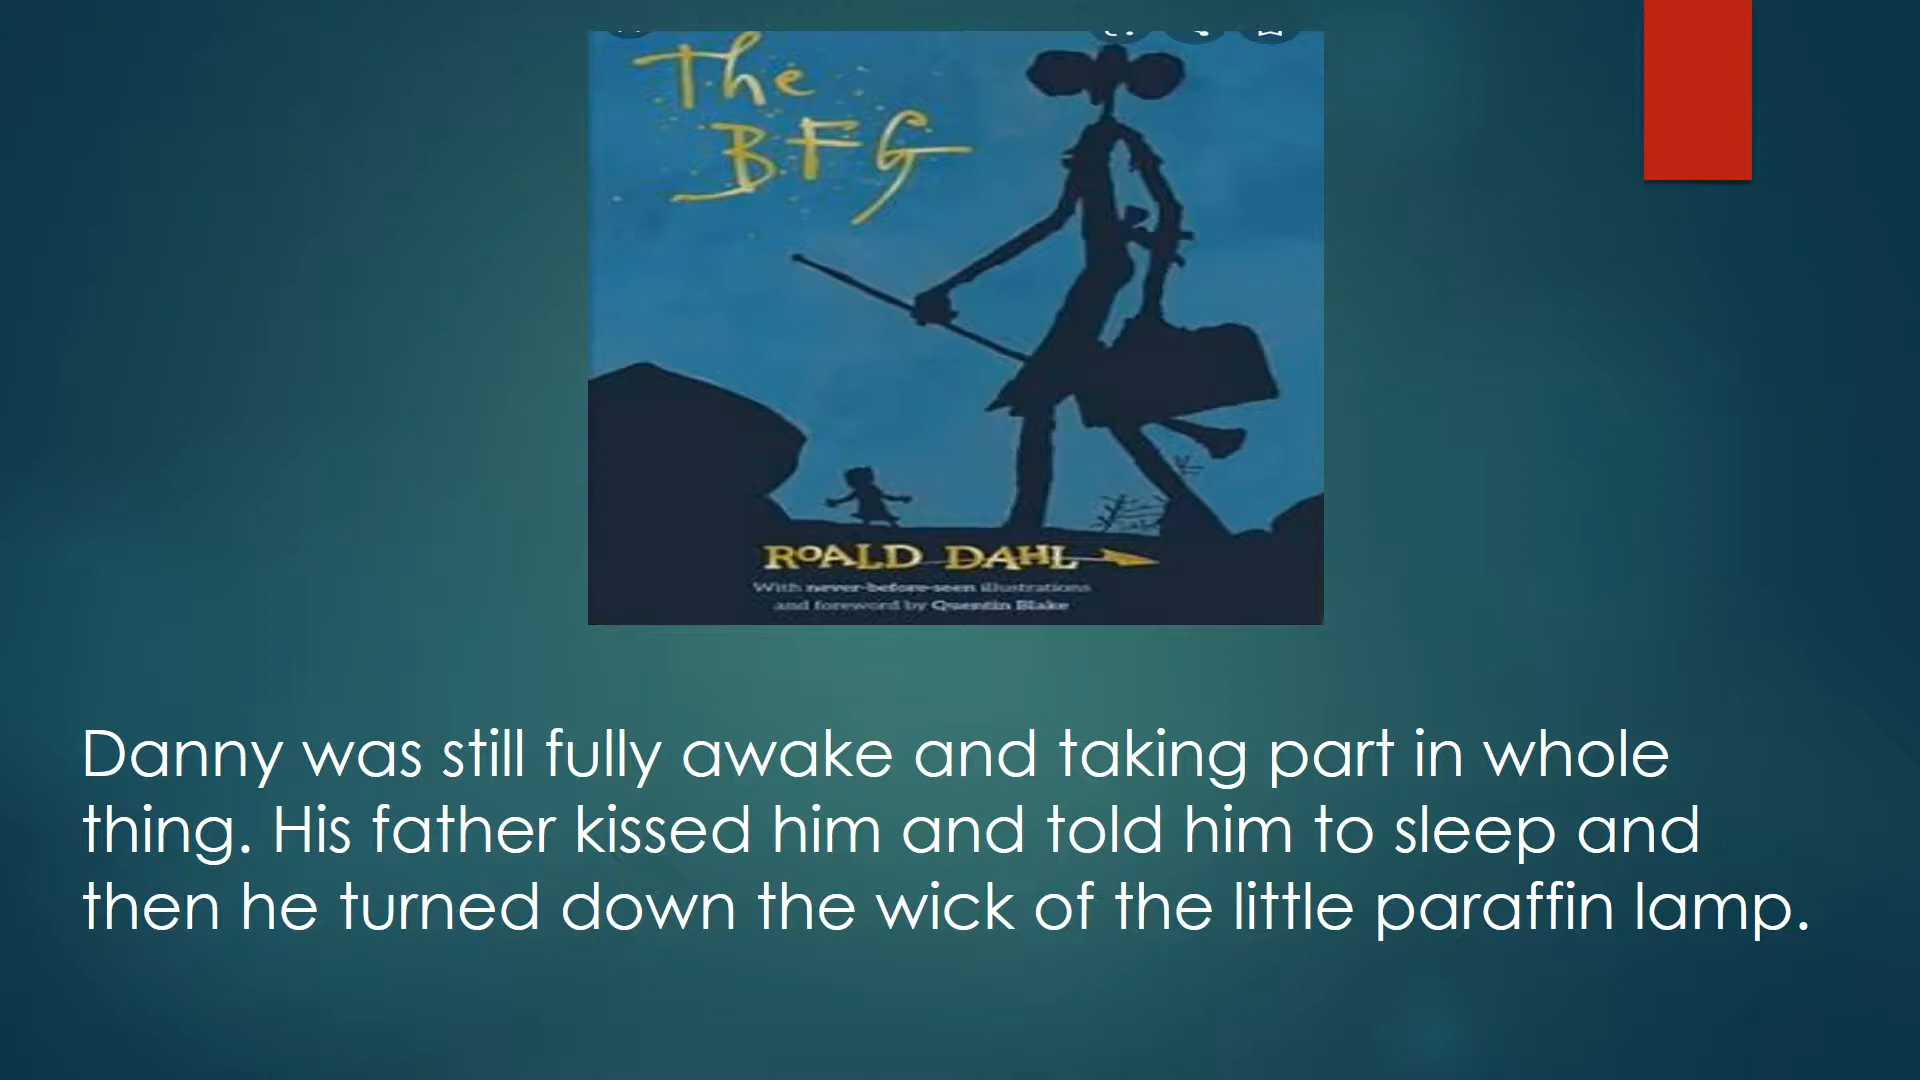 The
BFG
ROALD DAHL
With never-before-seen illustrations
and foreword by Quentin Blake
Danny was still fully awake and taking part in whole
thing. His father kissed him and told him to sleep and
then he turned down the wick of the little paraffin lamp.